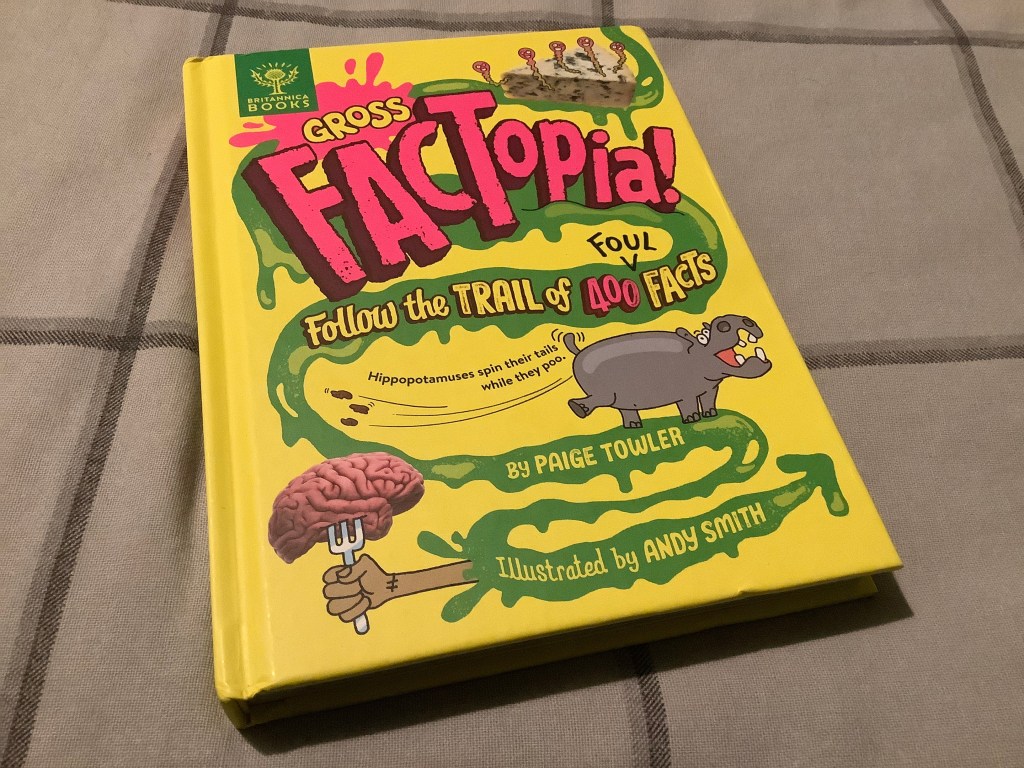 BRITANNICA
BOOKS
GROSS
FACTopia!
FOUL
Follow the TRAIL of 400 FACTS
Hippopotamuses spin their tails
while they poo.
BY PAIGE TOWLER
Illustrated by ANDY SMITH